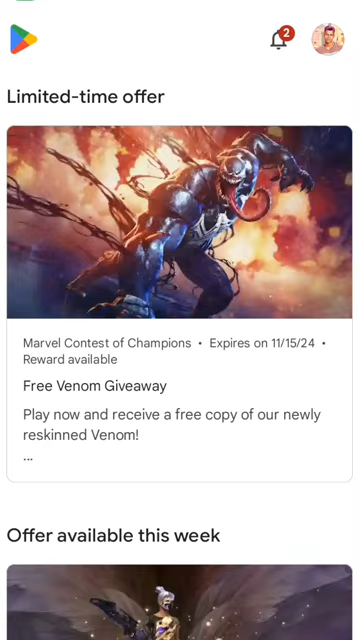 2
Limited-time offer
Marvel Contest of Champions • Expires on 11/15/24 •
Reward available
Free Venom Giveaway
Play now and receive a free copy of our newly
reskinned Venom!
...
Offer available this week